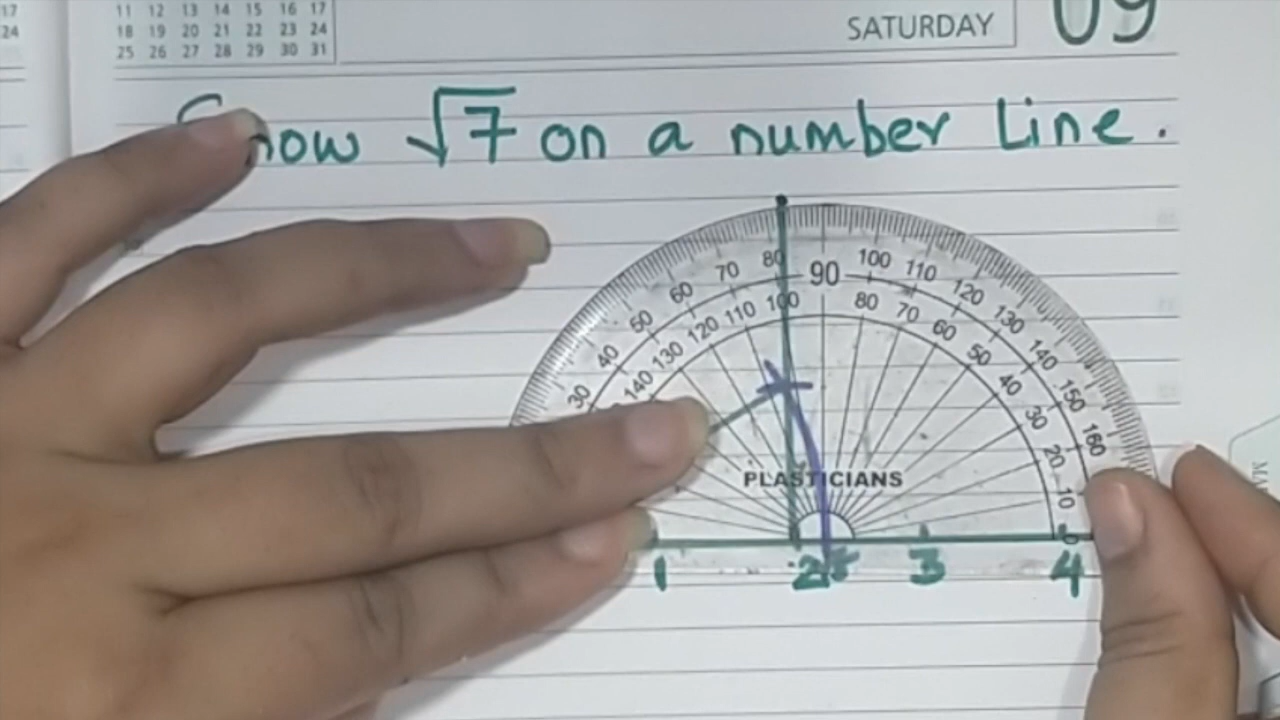 17 11 12 13 14 15 16 17
24 18 19 20 21 22 23 24
25 26 27 28 29 30 31
SATURDAY 09
√7 on a number Line.
80 90 100 110 120 130 140 150 160
70 60 50 40 30
100 110 120 130 140
80 70 60 50 40 30 20 10 0
PLASTICIANS
1 2 3 4